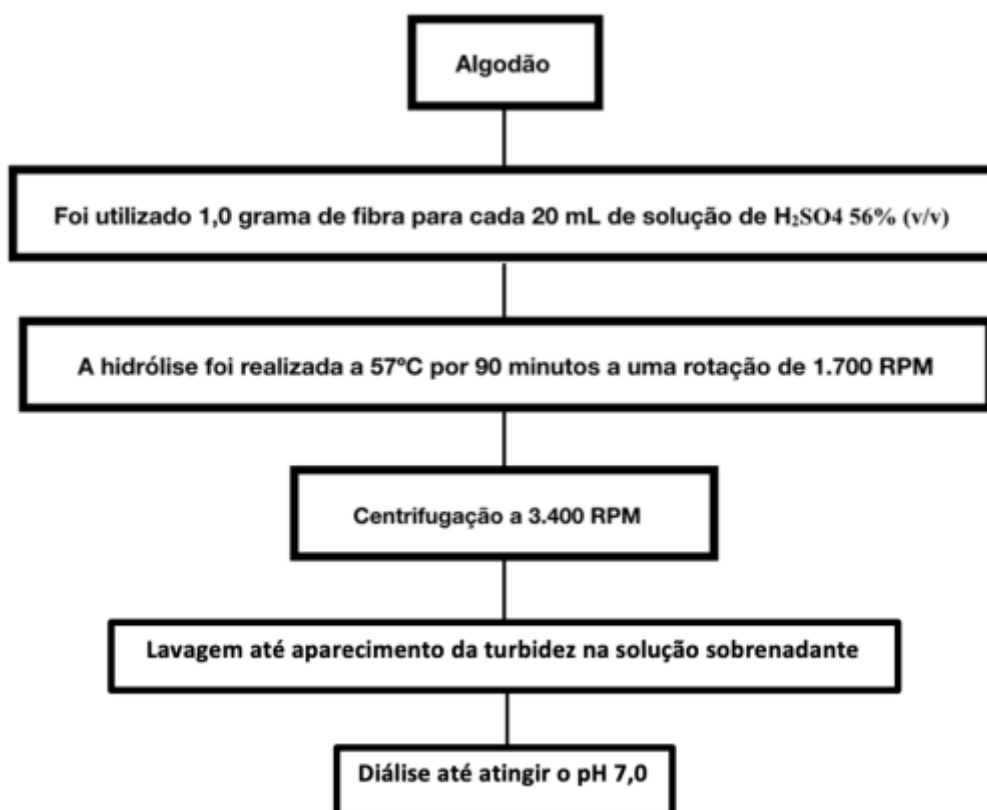 Algodão
Foi utilizado 1,0 grama de fibra para cada 20 mL de solução de H₂SO4 56% (v/v)
A hidrólise foi realizada a 57ºC por 90 minutos a uma rotação de 1.700 RPM
Centrifugação a 3.400 RPM
Lavagem até aparecimento da turbidez na solução sobrenadante
Diálise até atingir o pH 7,0